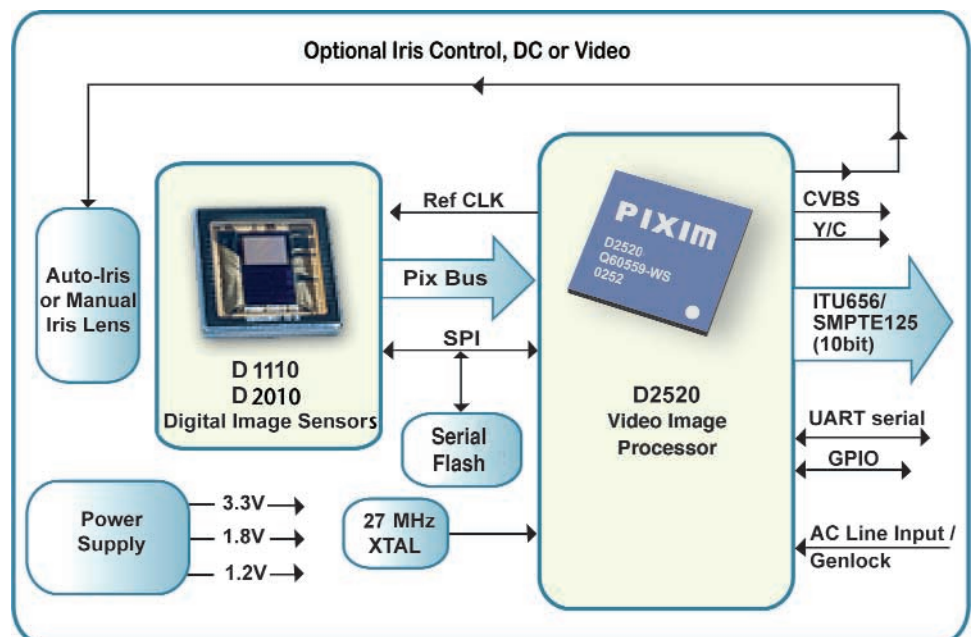 Optional Iris Control, DC or Video
Auto-Iris
or Manual
Iris Lens
D 1110
D 2010
Digital Image Sensors
Ref CLK
Pix Bus
SPI
Serial
Flash
27 MHz
XTAL
Power
Supply
3.3V
1.8V
1.2V
PIXIM
D2520
Q60559-WS
0252
D2520
Video Image
Processor
CVBS
Y/C
ITU656/
SMPTE125
(10bit)
UART serial
GPIO
AC Line Input /
Genlock